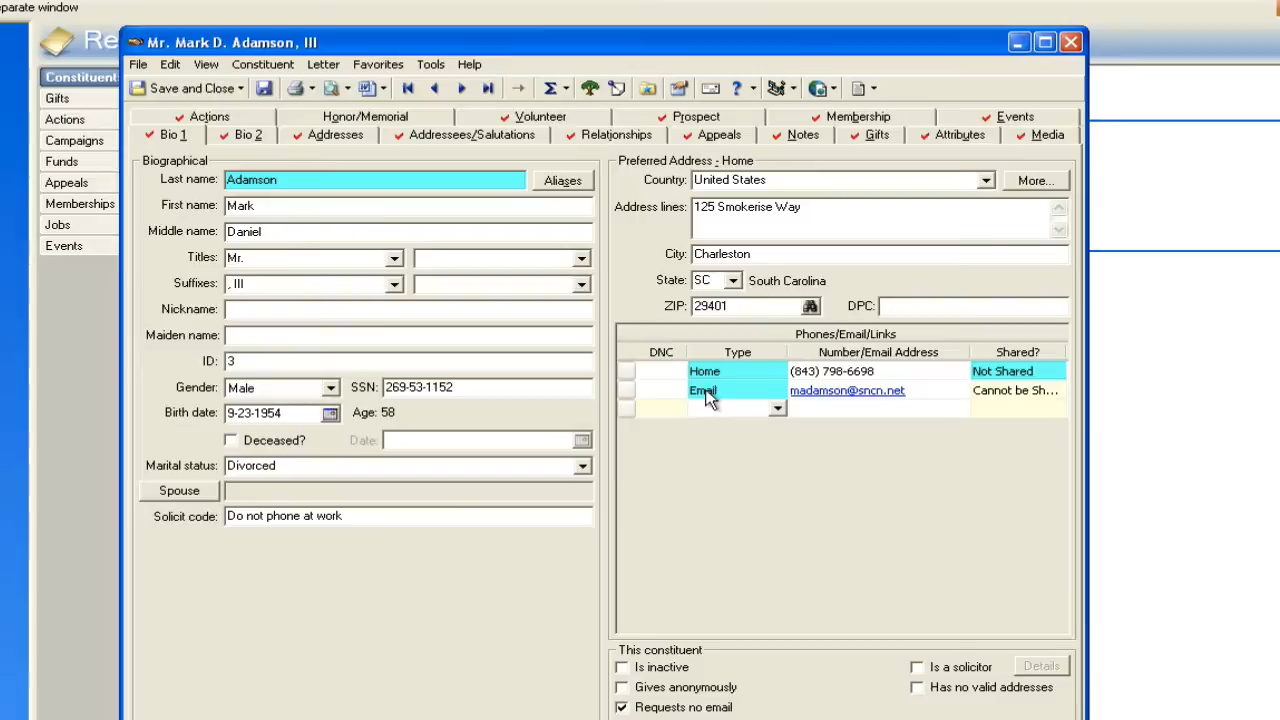 eparate window
Re
Mr. Mark D. Adamson, III
File Edit View Constituent Letter Favorites Tools Help
Save and Close
Constituent
Gifts
Actions
Campaigns
Funds
Appeals
Memberships
Jobs
Events
Actions Honor/Memorial Volunteer Prospect Membership Events
Bio 1 Bio 2 Addresses Addressees/Salutations Relationships Appeals Notes Gifts Attributes Media
Biographical
Last name: Adamson Aliases
First name: Mark
Middle name: Daniel
Titles: Mr.
Suffixes: , III
Nickname:
Maiden name:
ID: 3
Gender: Male SSN: 269-53-1152
Birth date: 9-23-1954 Age: 58
Deceased? Date:
Marital status: Divorced
Spouse
Solicit code: Do not phone at work
Preferred Address - Home
Country: United States More...
Address lines: 125 Smokerise Way
City: Charleston
State: SC South Carolina
ZIP: 29401 DPC:
Phones/Email/Links
DNC Type Number/Email Address Shared?
Home (843) 798-6698 Not Shared
Email madamson@sncn.net Cannot be Sh...
This constituent
Is inactive Is a solicitor Details
Gives anonymously Has no valid addresses
Requests no email